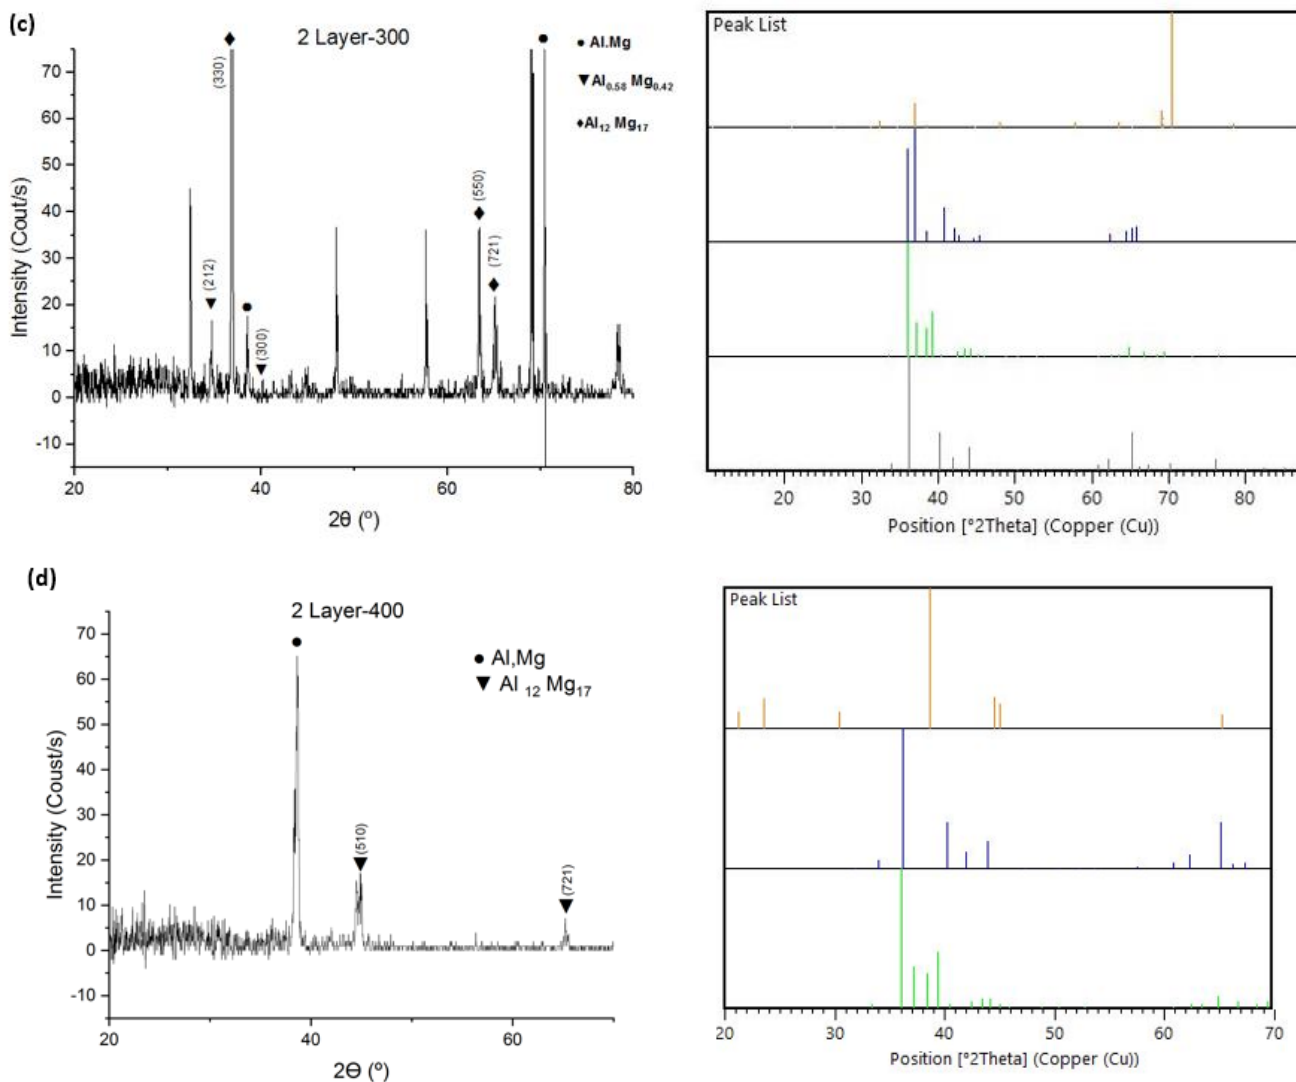 (c)
2 Layer-300
● Al.Mg
▼ Al0.58 Mg0.42
♦ Al12 Mg17
(330)
(212)
(300)
(550)
(721)
Intensity (Cout/s)
70
60
50
40
30
20
10
0
-10
20 40 60 80
2θ (º)
Peak List
20 30 40 50 60 70 80
Position [°2Theta] (Copper (Cu))
(d)
2 Layer-400
● Al,Mg
▼ Al 12 Mg17
(510)
(721)
Intensity (Coust/s)
70
60
50
40
30
20
10
0
-10
20 40 60
2Θ (º)
Peak List
20 30 40 50 60 70
Position [°2Theta] (Copper (Cu))